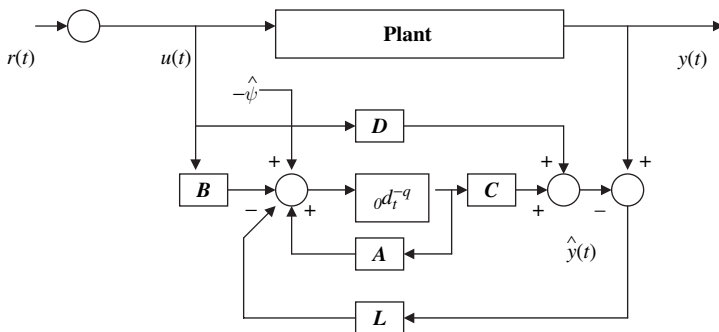 Plant
r(t)
u(t)
y(t)
−ψ̂
D
+
+
+
B
₀d_t^{−q}
C
−
+
+
−
A
ŷ(t)
L